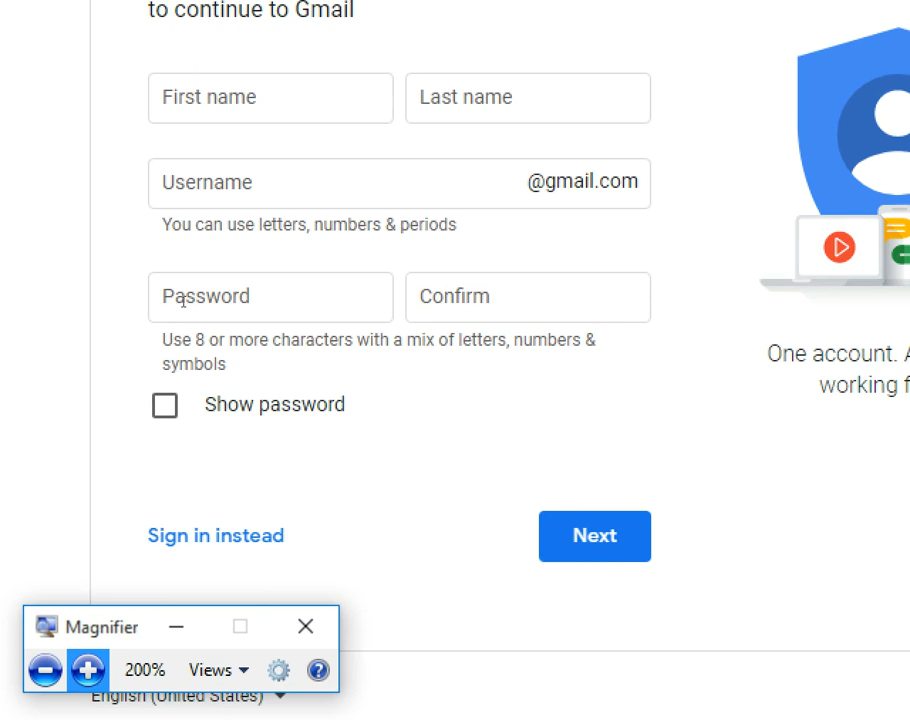 to continue to Gmail
First name
Last name
Username
@gmail.com
You can use letters, numbers & periods
Password
Confirm
Use 8 or more characters with a mix of letters, numbers &
symbols
Show password
One account. A
working f
Sign in instead
Next
Magnifier
200%
Views
English (United States)